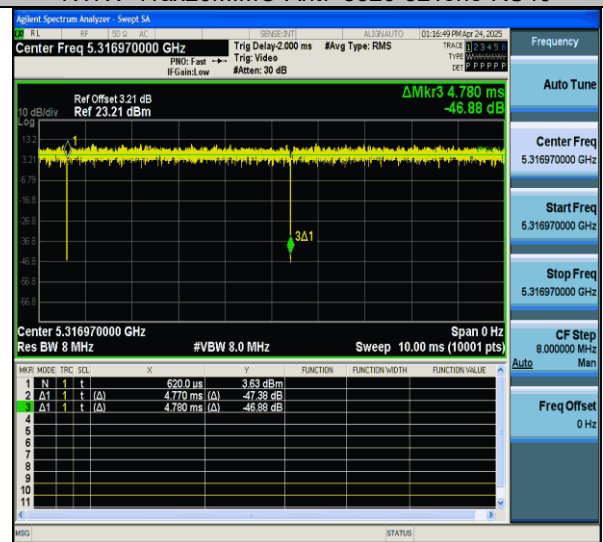 Agilent Spectrum Analyzer - Swept SA
RL RF 50 Ω AC SENSE:INT ALIGNAUTO 01:16:49 PM Apr 24, 2025
Center Freq 5.316970000 GHz
PNO: Fast
IFGain:Low
Trig Delay-2.000 ms #Avg Type: RMS
Trig: Video
#Atten: 30 dB
TRACE 1 2 3 4 5 6
TYPE
DET P P P P P P
ΔMkr3 4.780 ms
-46.88 dB
Ref Offset 3.21 dB
10 dB/div Ref 23.21 dBm
Log
13.2
3.21
-6.79
-16.8
-26.8
-36.8
-46.8
-56.8
-66.8
1
3Δ1
Center 5.316970000 GHz Span 0 Hz
Res BW 8 MHz #VBW 8.0 MHz Sweep 10.00 ms (10001 pts)
MKR MODE TRC SCL X Y FUNCTION FUNCTION WIDTH FUNCTION VALUE
1 N 1 t 620.0 µs 3.63 dBm
2 Δ1 1 t (Δ) 4.770 ms (Δ) -47.38 dB
3 Δ1 1 t (Δ) 4.780 ms (Δ) -46.88 dB
4
5
6
7
8
9
10
11
MSG STATUS
Frequency
Auto Tune
Center Freq
5.316970000 GHz
Start Freq
5.316970000 GHz
Stop Freq
5.316970000 GHz
CF Step
8.000000 MHz
Auto Man
Freq Offset
0 Hz